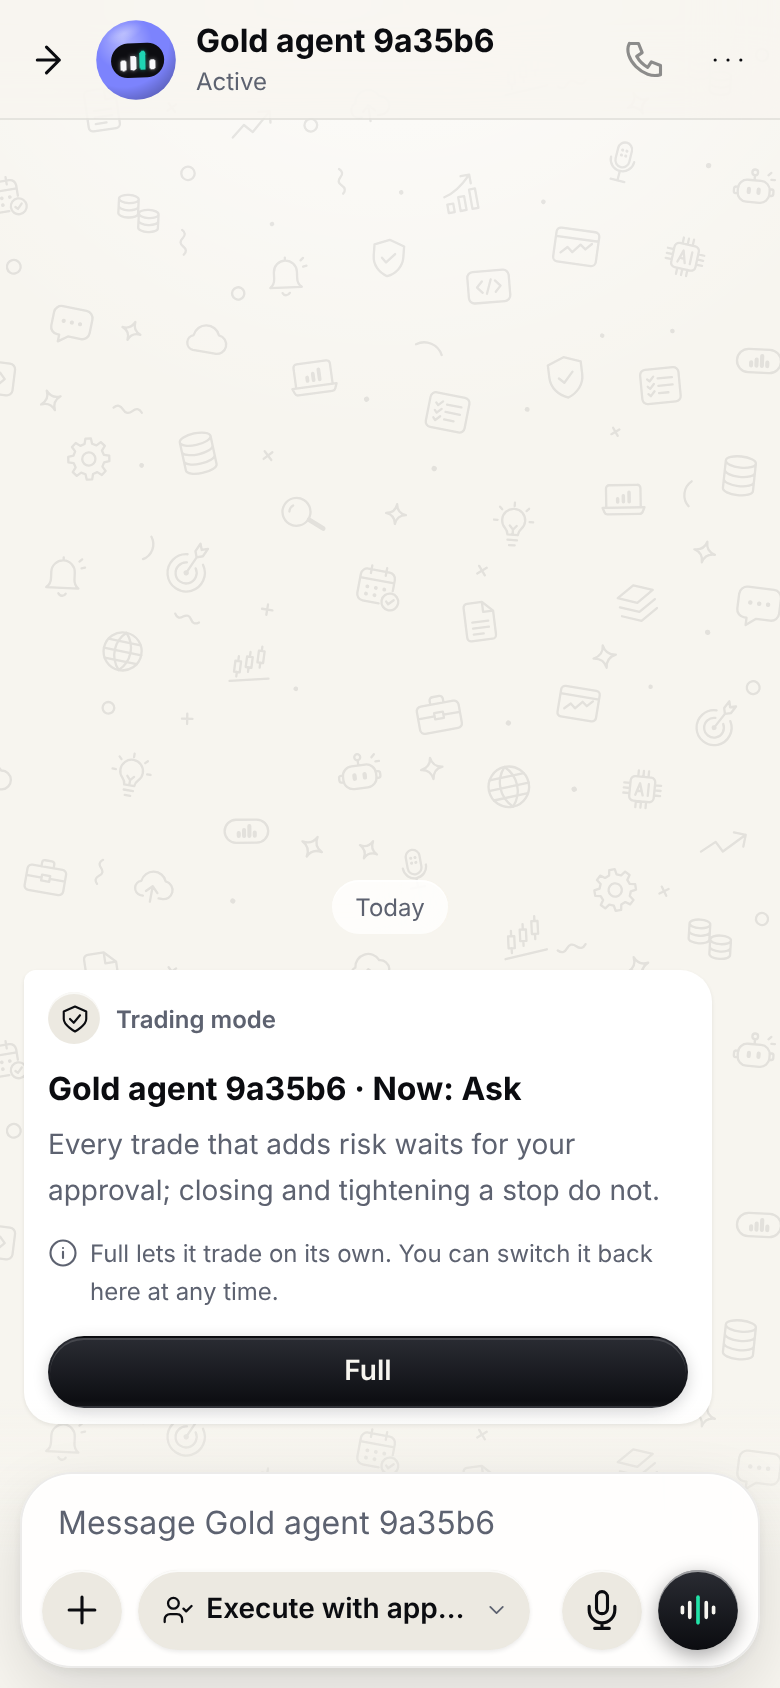 Gold agent 9a35b6
Active
Today
Trading mode
Gold agent 9a35b6 · Now: Ask
Every trade that adds risk waits for your
approval; closing and tightening a stop do not.
Full lets it trade on its own. You can switch it back
here at any time.
Full
Message Gold agent 9a35b6
Execute with app...